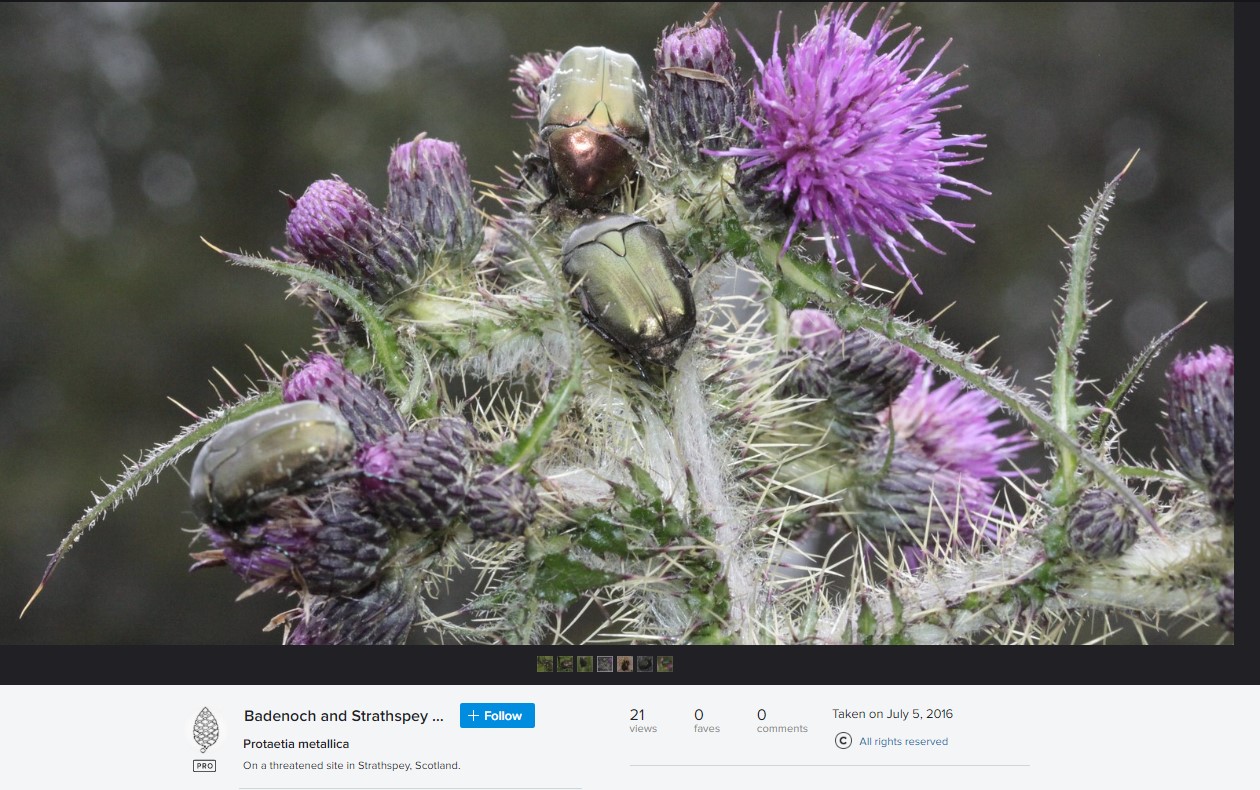 Badenoch and Strathspey ...
+ Follow
Protaetia metallica
PRO
On a threatened site in Strathspey, Scotland.
21
views
0
faves
0
comments
Taken on July 5, 2016
C All rights reserved